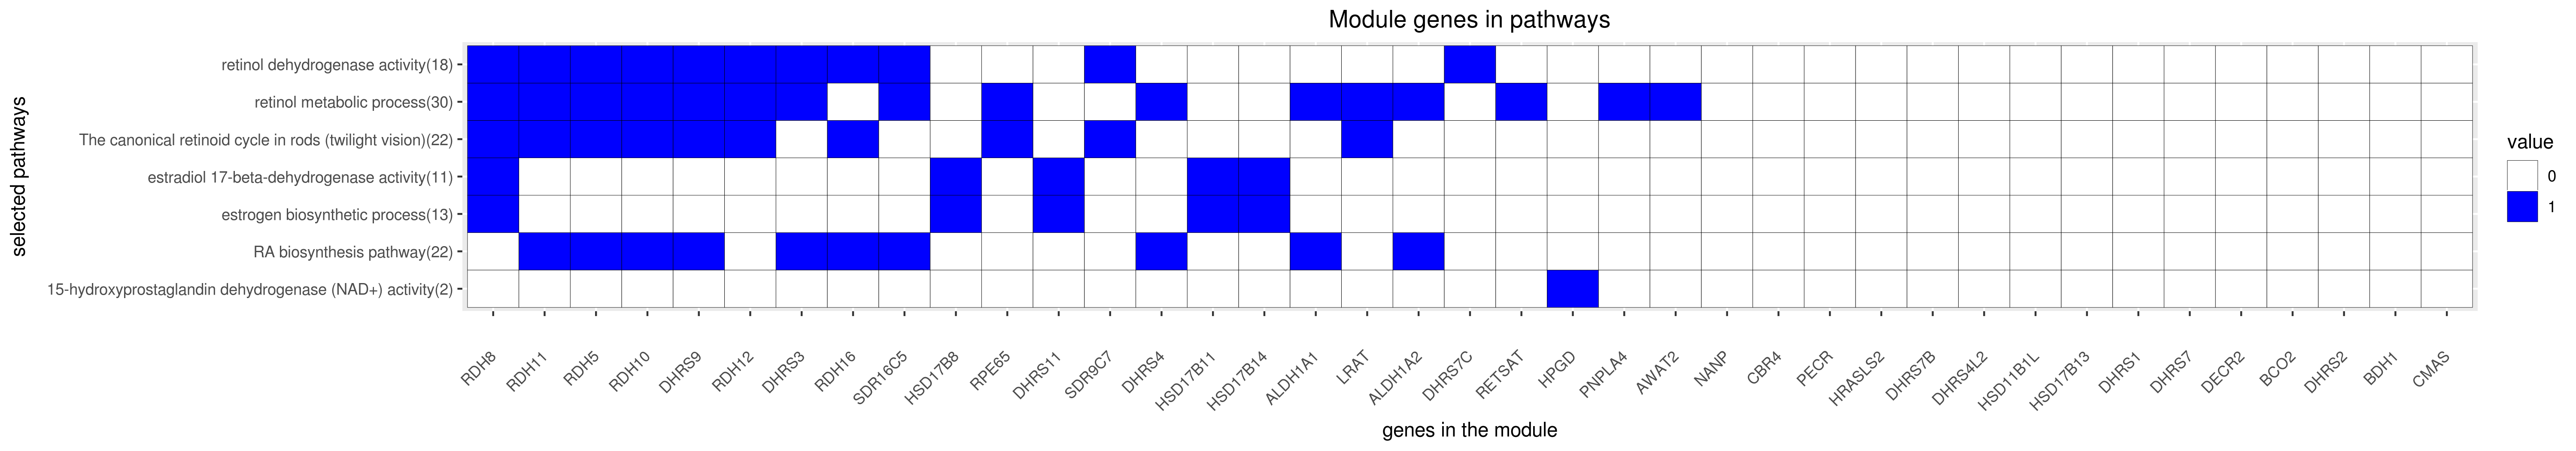 Module genes in pathways
selected pathways
retinol dehydrogenase activity(18)
retinol metabolic process(30)
The canonical retinoid cycle in rods (twilight vision)(22)
estradiol 17-beta-dehydrogenase activity(11)
estrogen biosynthetic process(13)
RA biosynthesis pathway(22)
15-hydroxyprostaglandin dehydrogenase (NAD+) activity(2)
value
0
1
RDH8
RDH11
RDH5
RDH10
DHRS9
RDH12
DHRS3
RDH16
SDR16C5
HSD17B8
RPE65
DHRS11
SDR9C7
DHRS4
HSD17B11
HSD17B14
ALDH1A1
LRAT
ALDH1A2
DHRS7C
RETSAT
HPGD
PNPLA4
AWAT2
NANP
CBR4
PECR
HRASLS2
DHRS7B
DHRS4L2
HSD11B1L
HSD17B13
DHRS1
DHRS7
DECR2
BCO2
DHRS2
BDH1
CMAS
genes in the module